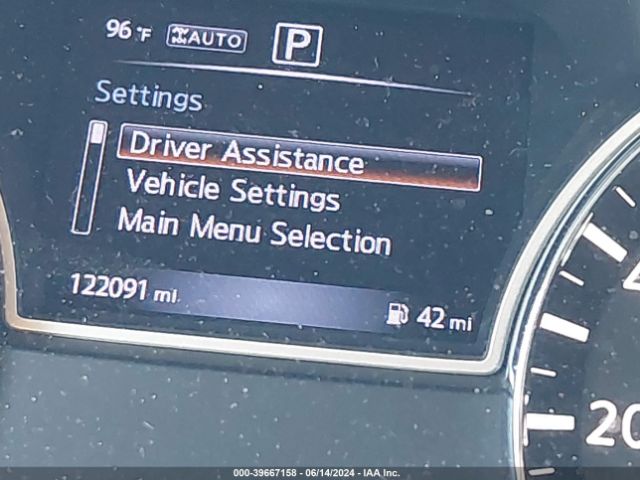 96 °F AUTO P
Settings
Driver Assistance
Vehicle Settings
Main Menu Selection
122091 mi 42 mi
20
000-39667158 - 06/14/2024 - IAA Inc.